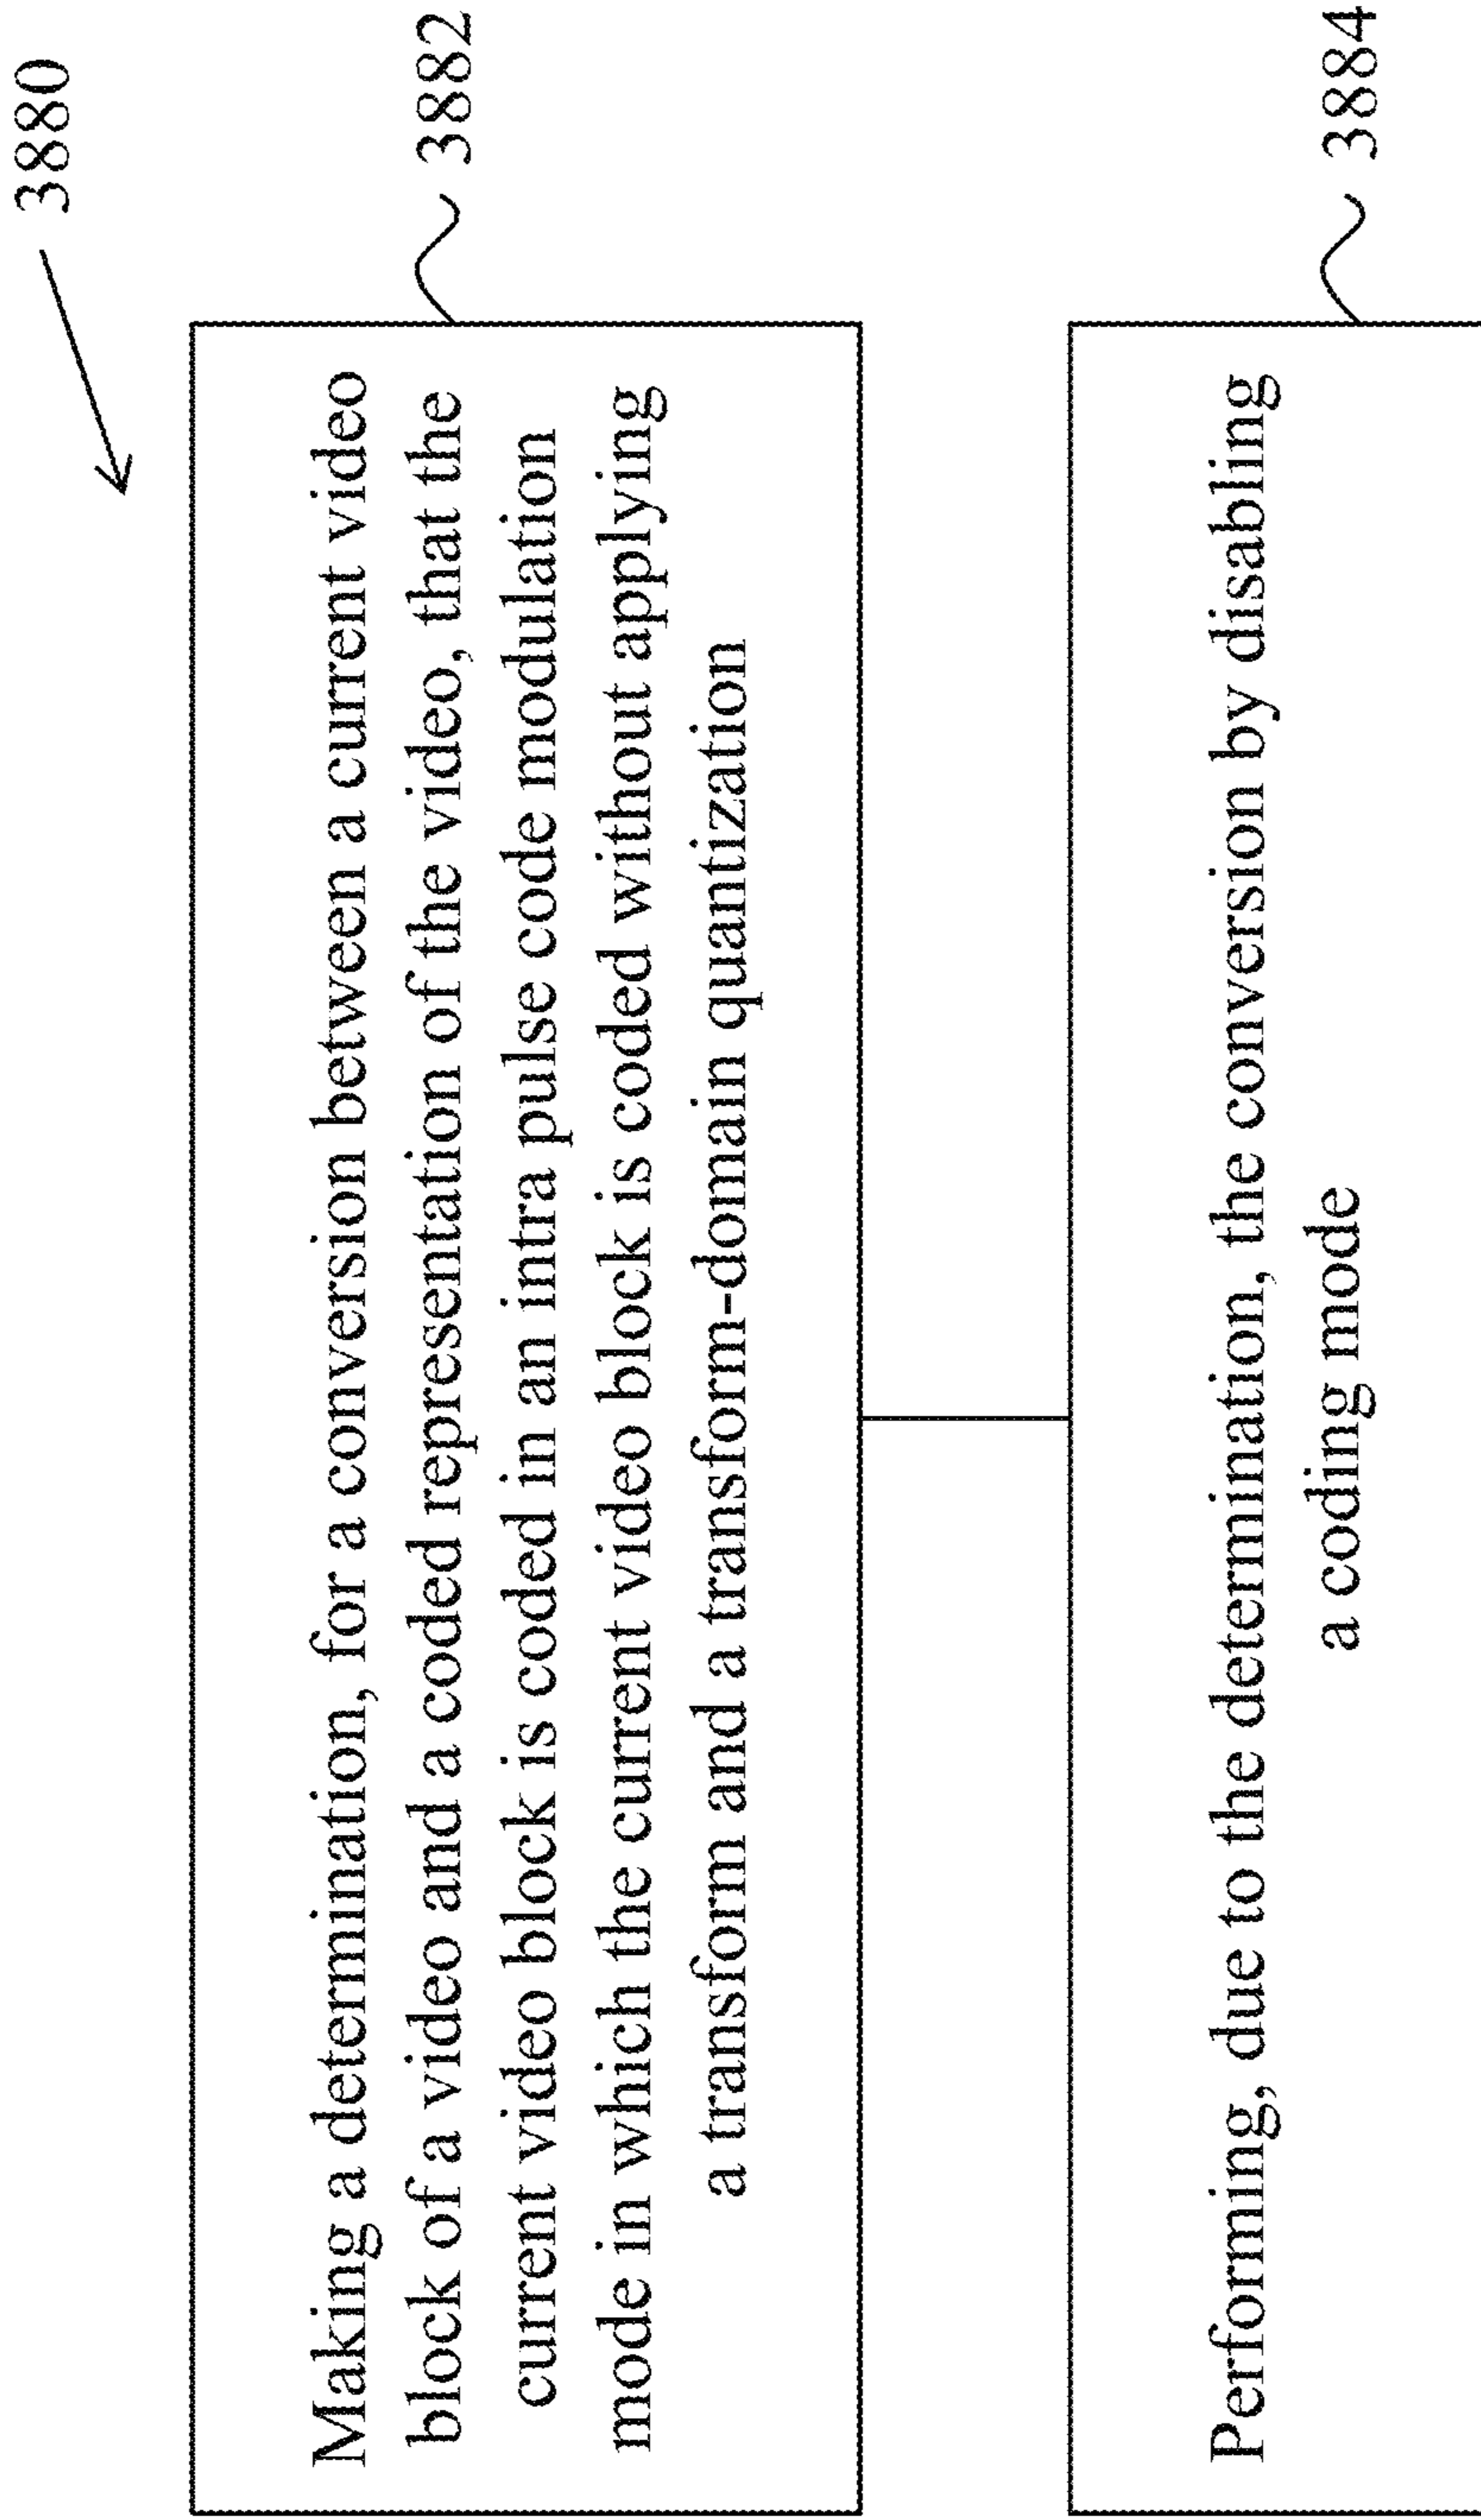 3880
Making a determination, for a conversion between a current video
block of a video and a coded representation of the video, that the
current video block is coded in an intra pulse code modulation
mode in which the current video block is coded without applying
a transform and a transform-domain quantization
3882
Performing, due to the determination, the conversion by disabling
a coding mode
3884